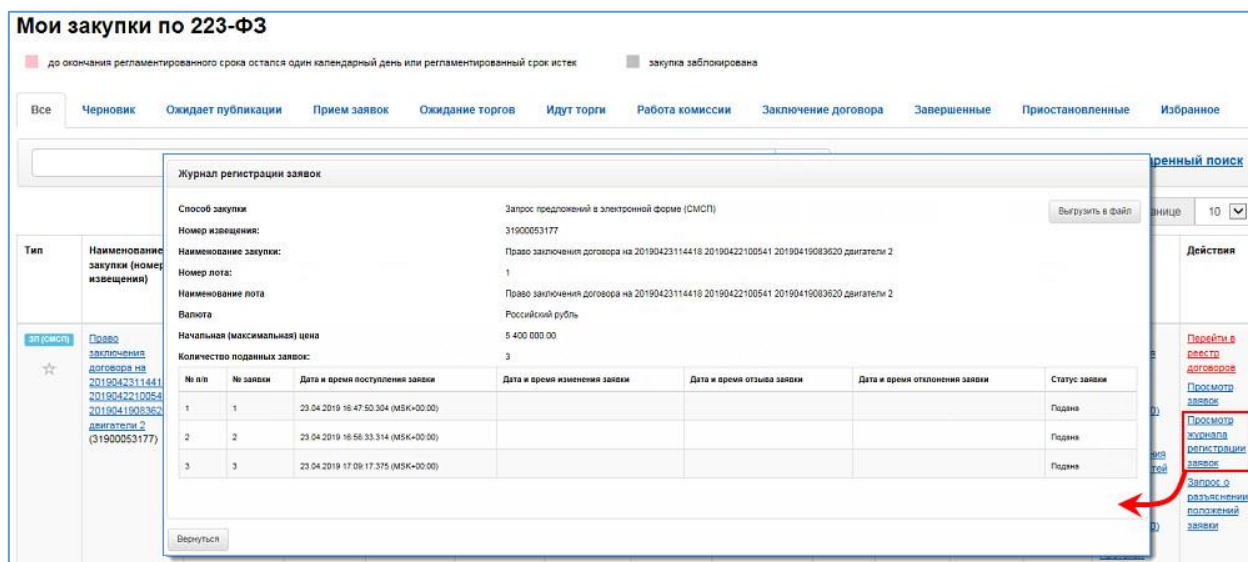 Мои закупки по 223-ФЗ
до окончания регламентированного срока остался один календарный день или регламентированный срок истек закупка заблокирована
Все Черновик Ожидает публикации Прием заявок Ожидание торгов Идут торги Работа комиссии Заключение договора Завершенные Приостановленные Избранное
поиск
10
Журнал регистрации заявок
Выгрузить в файл
Способ закупки Запрос предложений в электронной форме (СМСП)
Номер извещения: 31900053177
Наименование закупки: Право заключения договора на 20190423114418 20190422100541 20190419083620 двигатели 2
Номер лота: 1
Наименование лота Право заключения договора на 20190423114418 20190422100541 20190419083620 двигатели 2
Валюта Российский рубль
Начальная (максимальная) цена 5 400 000.00
Количество поданных заявок: 3
№ п/п № заявки Дата и время поступления заявки Дата и время изменения заявки Дата и время отзыва заявки Дата и время отклонения заявки Статус заявки
1 1 23.04.2019 16:47:50.304 (MSK+00:00) Подана
2 2 23.04.2019 16:56:33.314 (MSK+00:00) Подана
3 3 23.04.2019 17:09:17.375 (MSK+00:00) Подана
Вернуться
Тип
Наименование
закупки (номер
извещения)
Действия
ЗП (СМСП)
Право
заключения
договора на
2019042311441
2019042210054
2019041908362
двигатели 2
(31900053177)
Перейти в
реестр
договоров
Просмотр
заявок
Просмотр
журнала
регистрации
заявок
Запрос о
разъяснении
положений
заявки